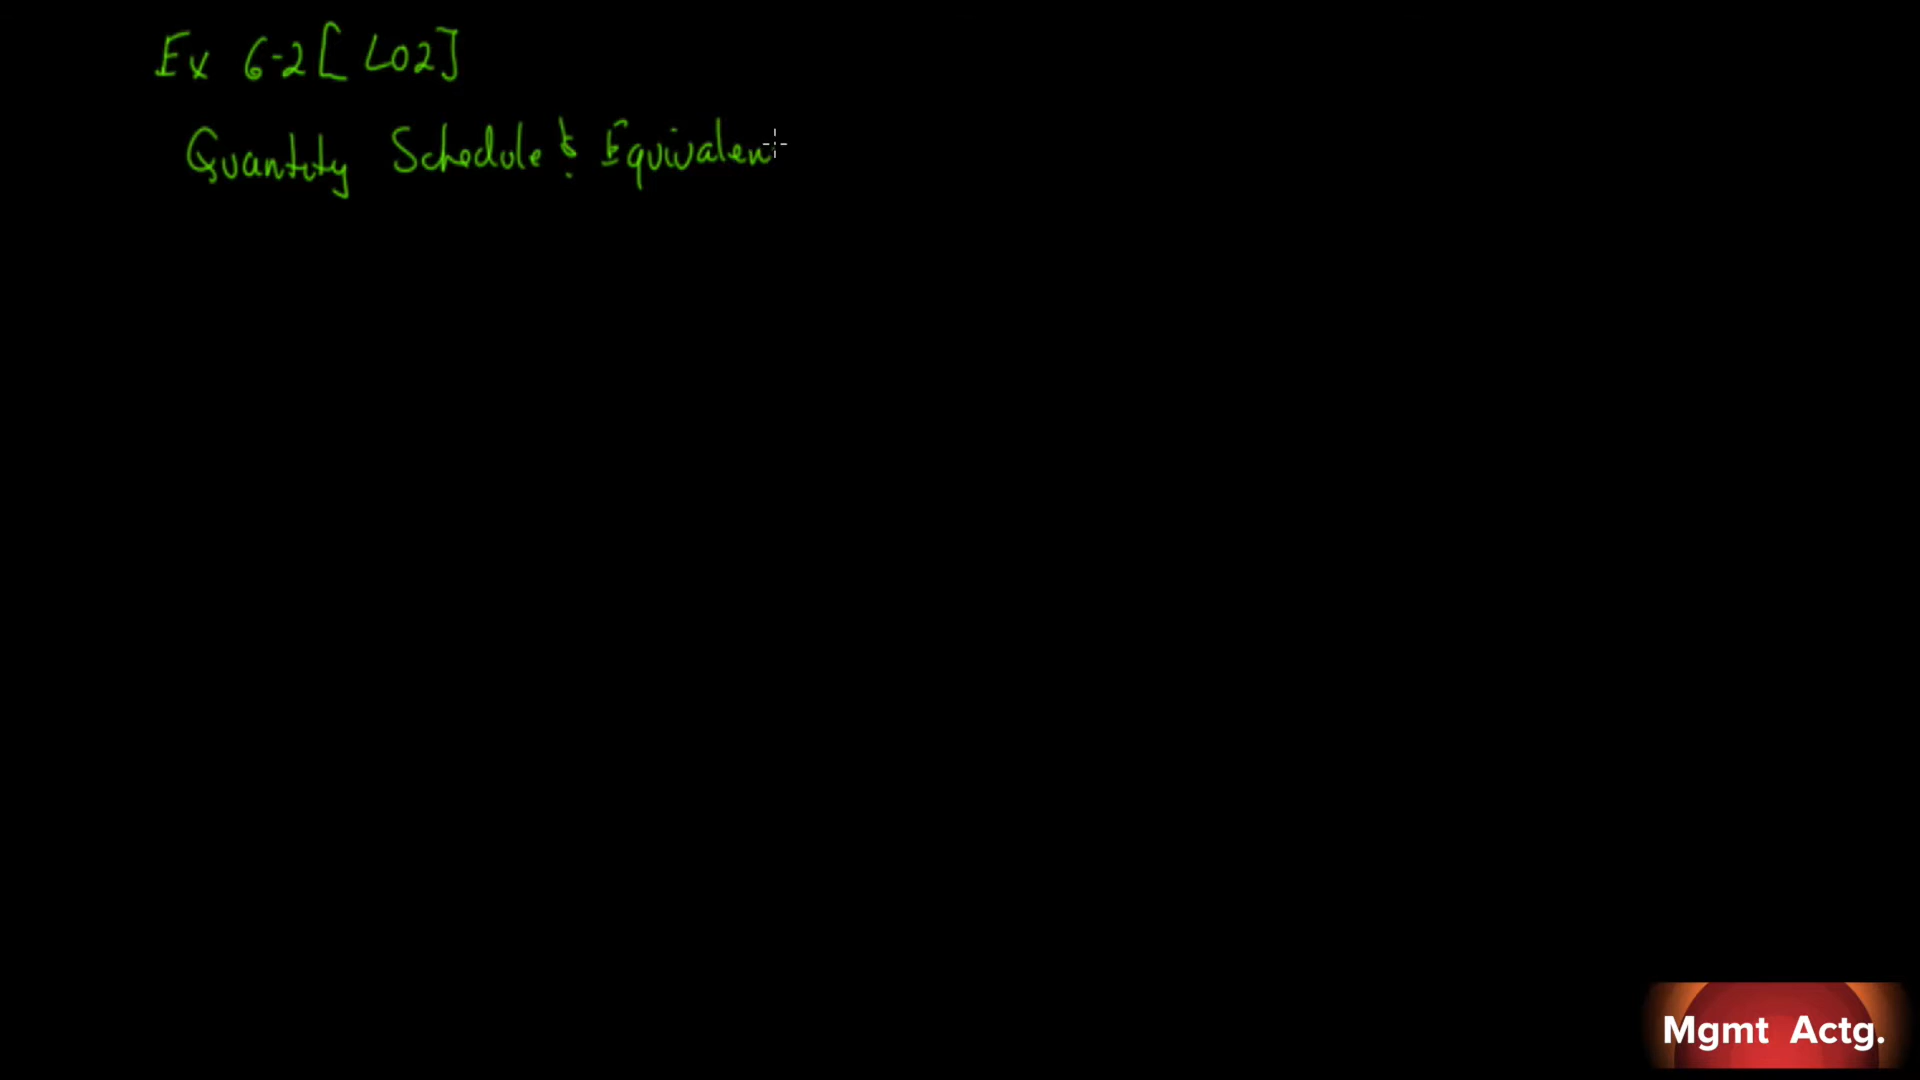 Ex 6-2 [LO2]
Quantity Schedule & Equivalen
Mgmt Actg.